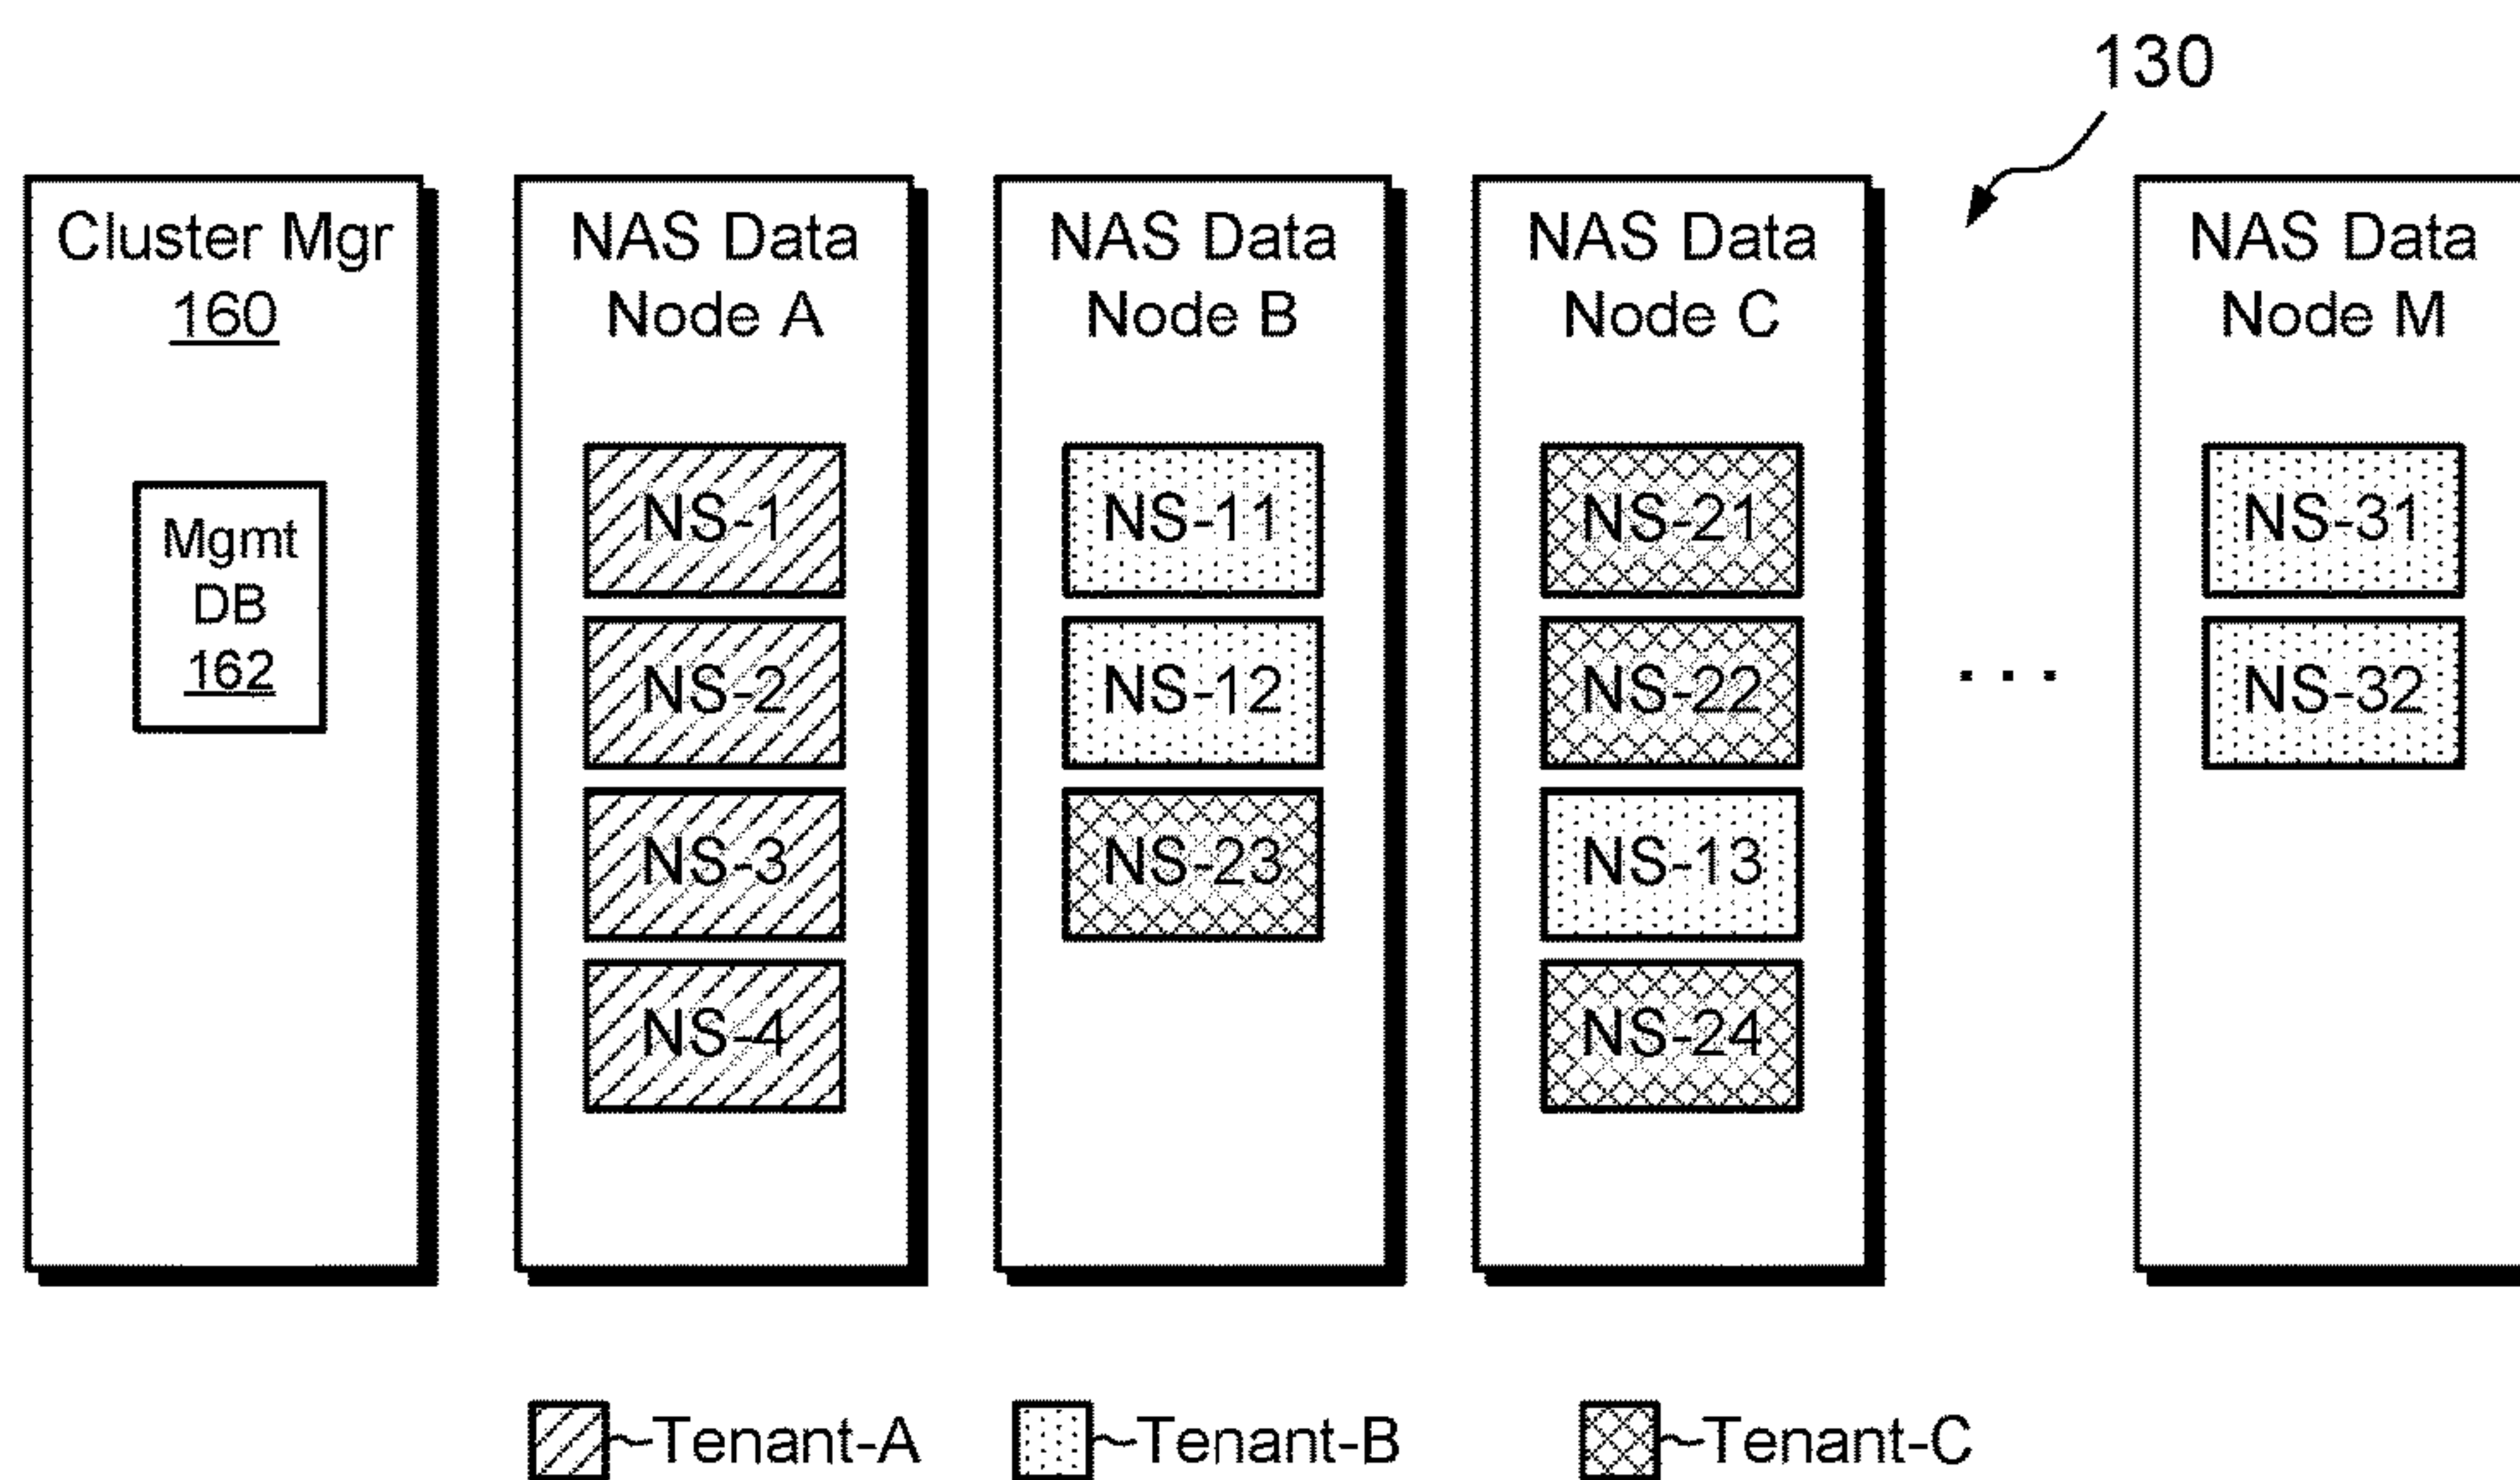 130
Cluster Mgr
160
Mgmt
DB
162
NAS Data
Node A
NS-1
NS-2
NS-3
NS-4
NAS Data
Node B
NS-11
NS-12
NS-23
NAS Data
Node C
NS-21
NS-22
NS-13
NS-24
. . .
NAS Data
Node M
NS-31
NS-32
Tenant-A
Tenant-B
Tenant-C